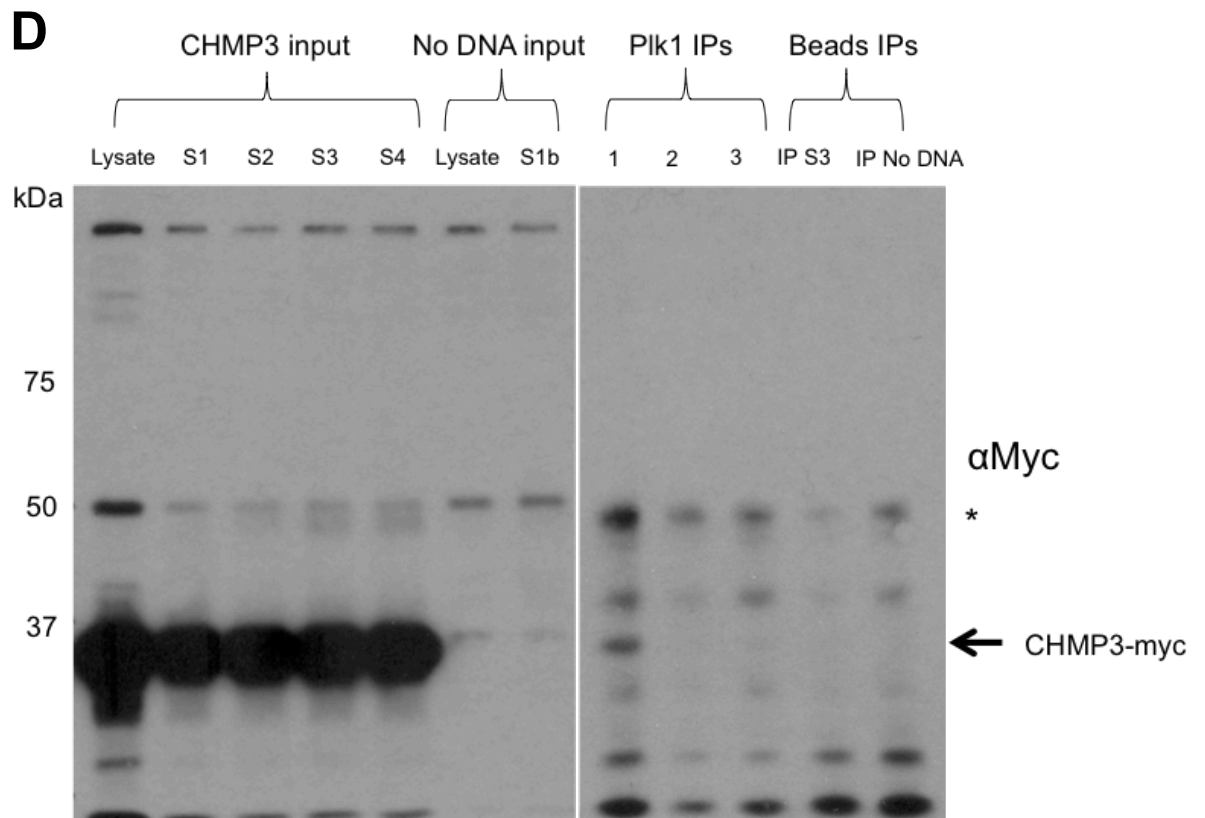 D
CHMP3 input No DNA input Plk1 IPs Beads IPs
Lysate S1 S2 S3 S4 Lysate S1b 1 2 3 IP S3 IP No DNA
kDa
75
αMyc
50
*
37
CHMP3-myc